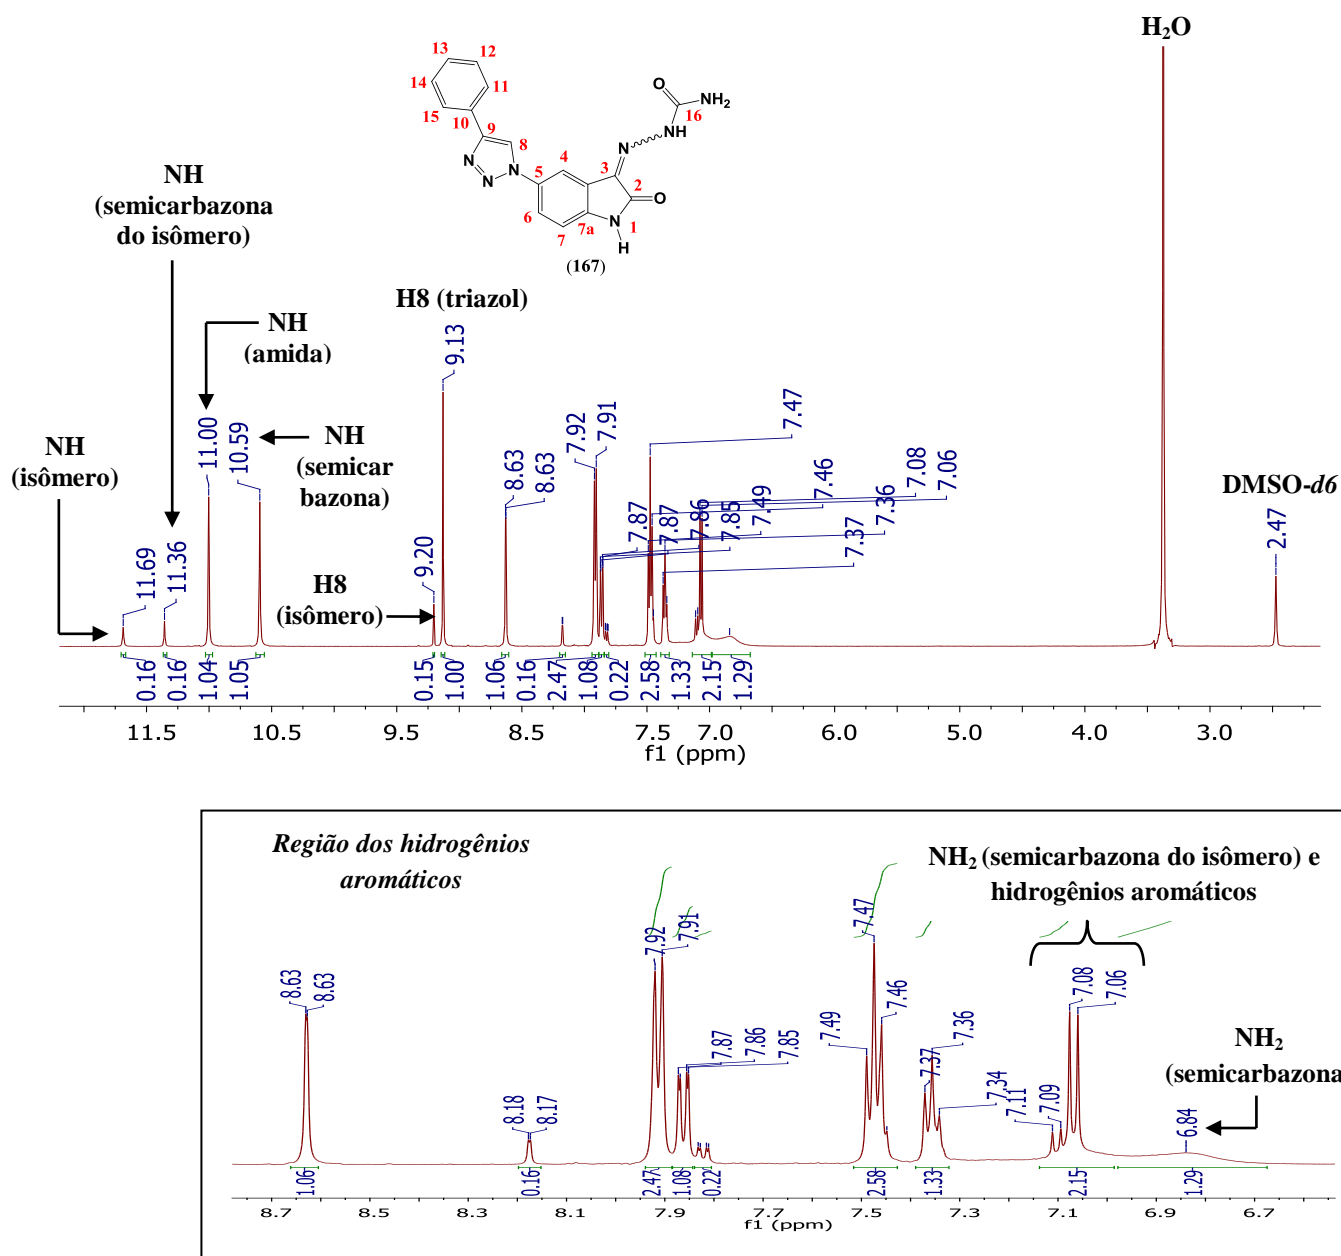 H₂O
13
12
14
11
15
10
9
8
N
N
N
4
5
6
7
7a
3
2
1
N
H
O
N
NH
16
O
NH₂
(167)
NH
(semicarbazona
do isômero)
NH
(amida)
NH
(isômero)
NH
(semicar
bazona)
H8 (triazol)
H8
(isômero)
DMSO-d6
11.69
11.36
11.00
10.59
9.20
9.13
8.63
8.63
7.92
7.91
7.87
7.87
7.86
7.85
7.49
7.47
7.46
7.37
7.36
7.08
7.06
2.47
0.16
0.16
1.04
1.05
0.15
1.00
1.06
0.16
2.47
1.08
0.22
2.58
1.33
2.15
1.29
11.5 10.5 9.5 8.5 7.5 7.0 6.0 5.0 4.0 3.0
f1 (ppm)
Região dos hidrogênios
aromáticos
NH₂ (semicarbazona do isômero) e
hidrogênios aromáticos
NH₂
(semicarbazona
8.63
8.63
8.18
8.17
7.92
7.91
7.87
7.86
7.85
7.49
7.47
7.46
7.37
7.36
7.34
7.11
7.09
7.08
7.06
6.84
1.06
0.16
2.47
1.08
0.22
2.58
1.33
2.15
1.29
8.7 8.5 8.3 8.1 7.9 7.7 7.5 7.3 7.1 6.9 6.7
f1 (ppm)